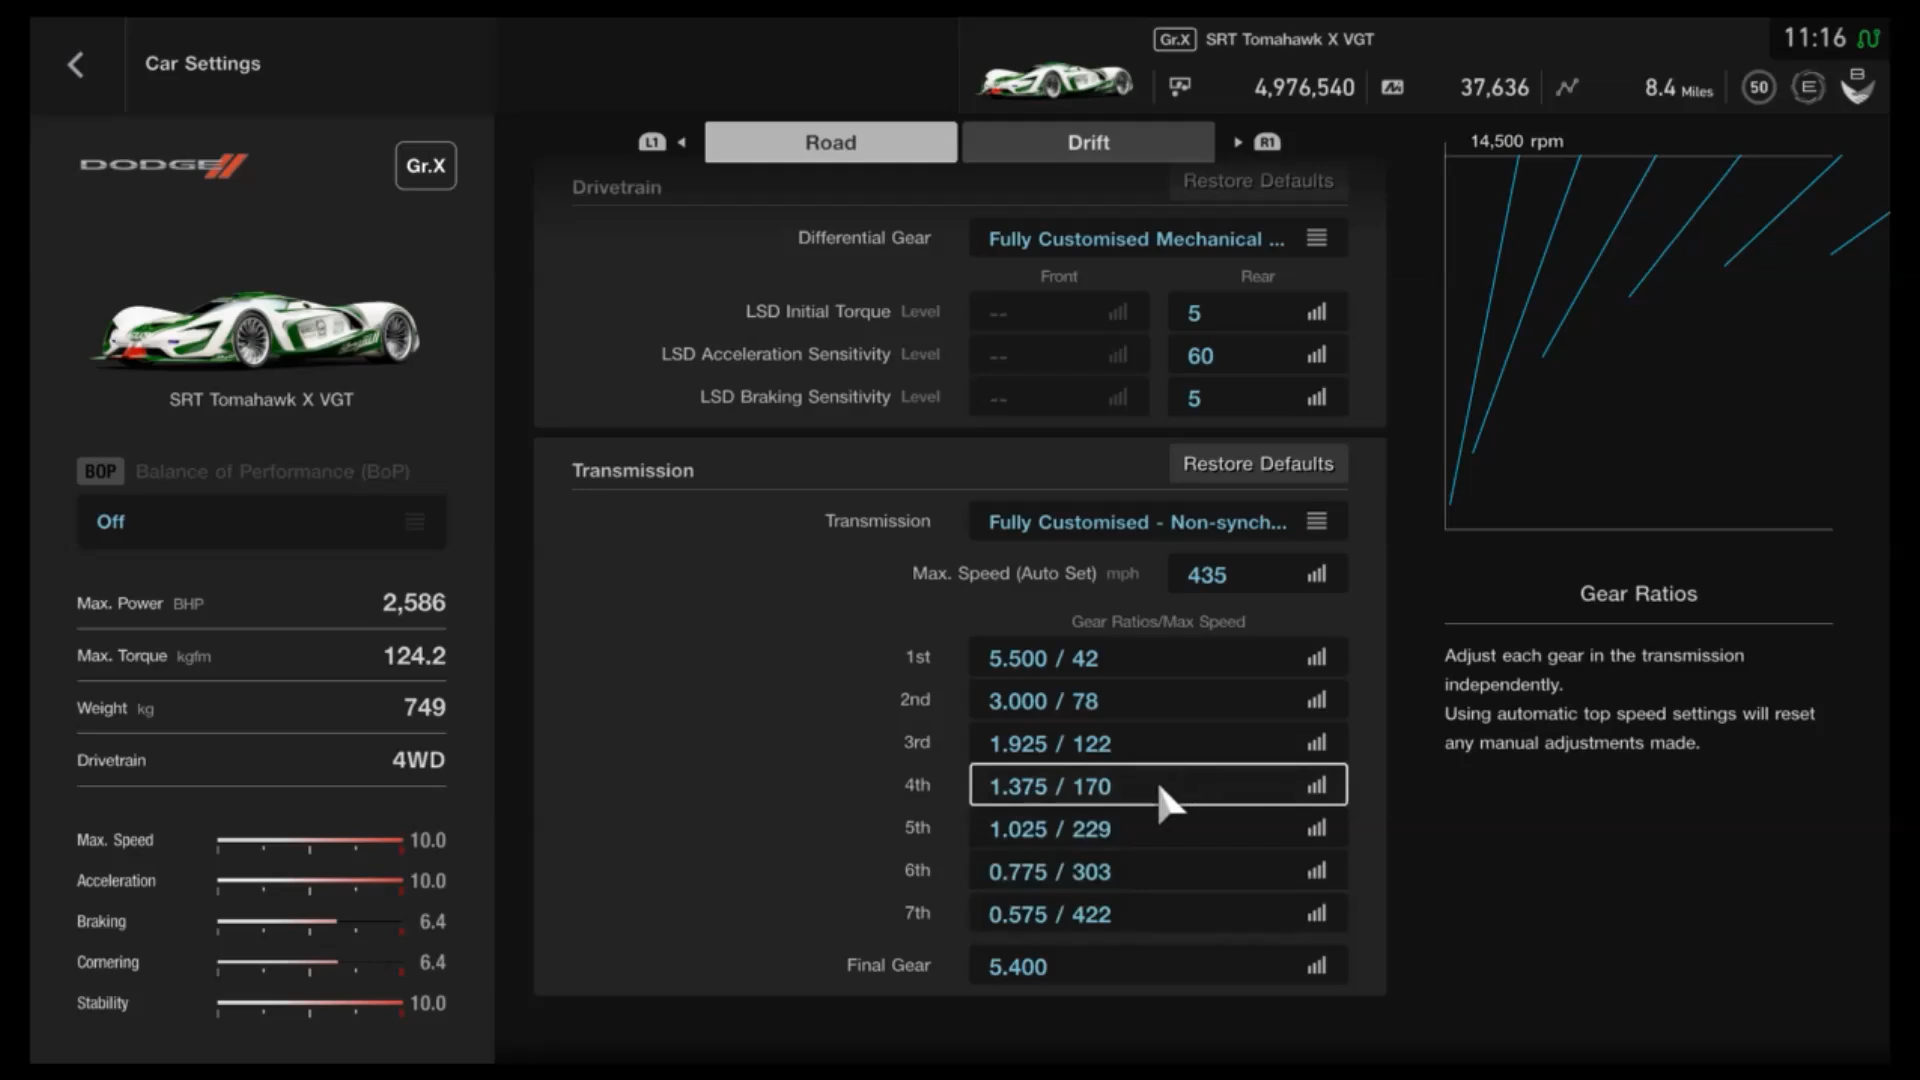 Car Settings
Gr.X SRT Tomahawk X VGT
11:16
4,976,540
37,636
8.4 Miles
50
E
B
L1
Road
Drift
R1
DODGE
Gr.X
SRT Tomahawk X VGT
BOP Balance of Performance (BoP)
Off
Max. Power BHP 2,586
Max. Torque kgfm 124.2
Weight kg 749
Drivetrain 4WD
Max. Speed 10.0
Acceleration 10.0
Braking 6.4
Cornering 6.4
Stability 10.0
Drivetrain
Restore Defaults
Differential Gear Fully Customised Mechanical ...
Front Rear
LSD Initial Torque Level -- 5
LSD Acceleration Sensitivity Level -- 60
LSD Braking Sensitivity Level -- 5
Transmission
Restore Defaults
Transmission Fully Customised - Non-synch...
Max. Speed (Auto Set) mph 435
Gear Ratios/Max Speed
1st 5.500 / 42
2nd 3.000 / 78
3rd 1.925 / 122
4th 1.375 / 170
5th 1.025 / 229
6th 0.775 / 303
7th 0.575 / 422
Final Gear 5.400
14,500 rpm
Gear Ratios
Adjust each gear in the transmission
independently.
Using automatic top speed settings will reset
any manual adjustments made.